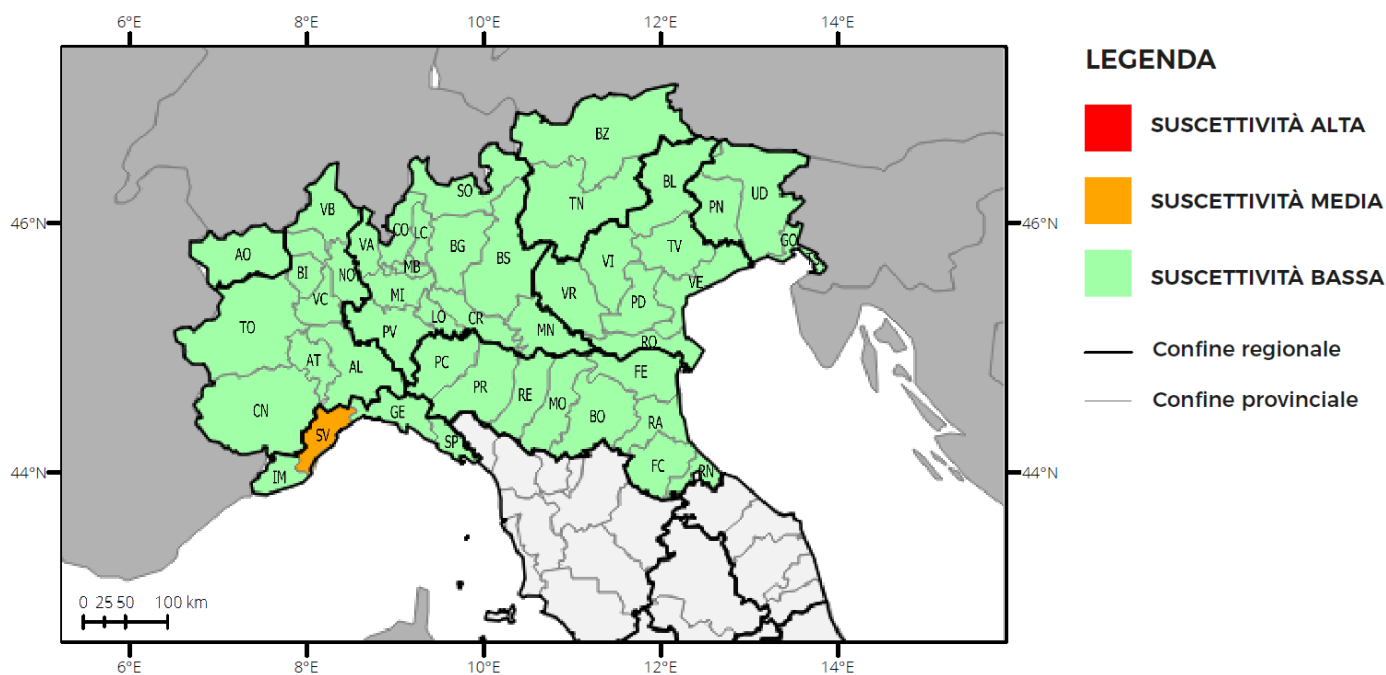 6°E 8°E 10°E 12°E 14°E
LEGENDA
SUSCETTIVITÀ ALTA
SUSCETTIVITÀ MEDIA
SUSCETTIVITÀ BASSA
Confine regionale
Confine provinciale
46°N 46°N
44°N 44°N
BZ
SO BL UD
VB TN PN
CO LC GO
VA BG TV
AO BS VI
MB
BI NO VE
VC MI VR PD
LO CR
TO PV MN RO
AT AL PC FE
PR RE MO
CN GE BO RA
SV SP
IM FC RN
0 25 50 100 km
6°E 8°E 10°E 12°E 14°E